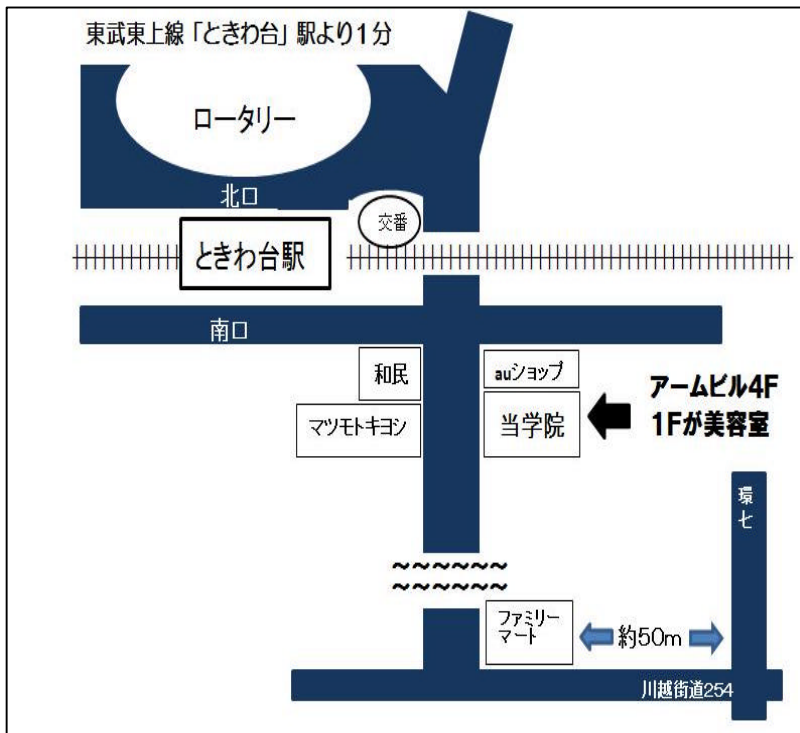 東武東上線「ときわ台」駅より1分
ロータリー
北口
交番
ときわ台駅
南口
和民
auショップ
アームビル4F
1Fが美容室
マツモトキヨシ
当学院
環七
ファミリー
マート
約50m
川越街道254